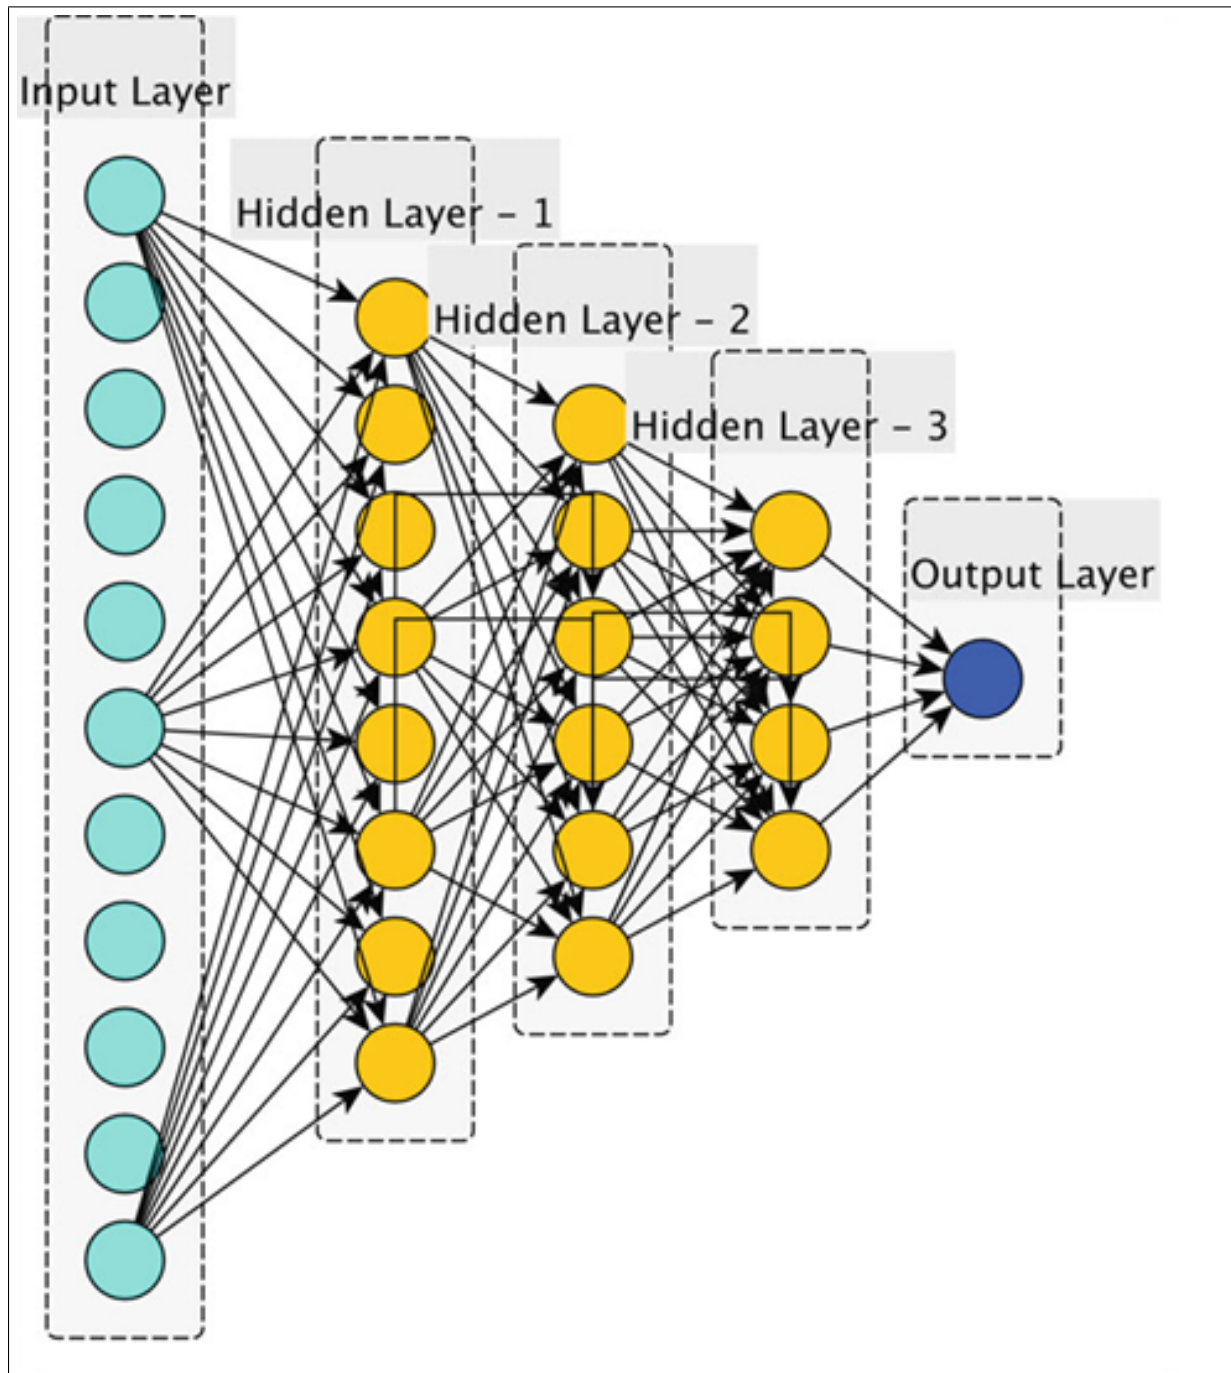 Input Layer
Hidden Layer - 1
Hidden Layer - 2
Hidden Layer - 3
Output Layer